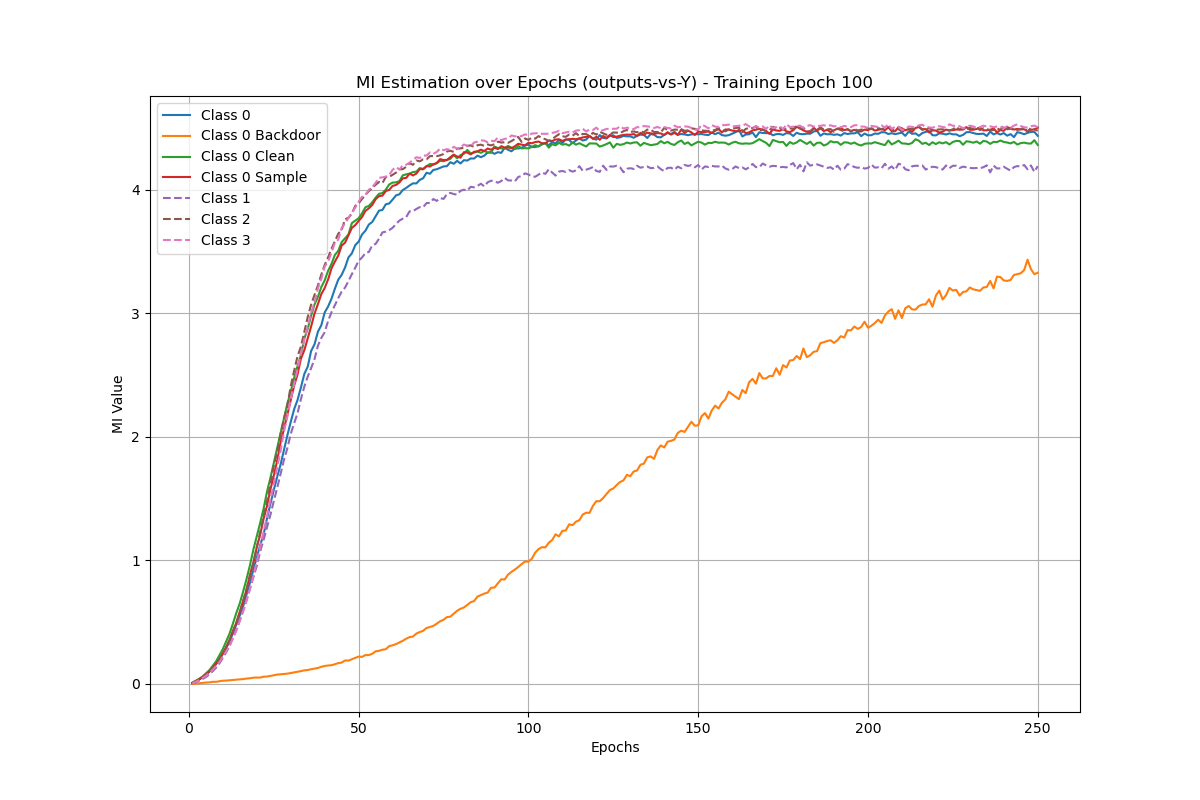 MI Estimation over Epochs (outputs-vs-Y) - Training Epoch 100
Class 0
Class 0 Backdoor
Class 0 Clean
Class 0 Sample
Class 1
Class 2
Class 3
MI Value
4
3
2
1
0
0 50 100 150 200 250
Epochs